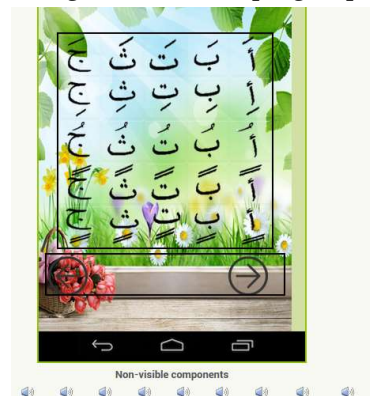 أَ بَ تَ ثَ جَ
أِ بِ تِ ثِ جِ
أُ بُ تُ ثُ جُ
أً بً تً ثً جً
أٍ بٍ تٍ ثٍ جٍ
Non-visible components